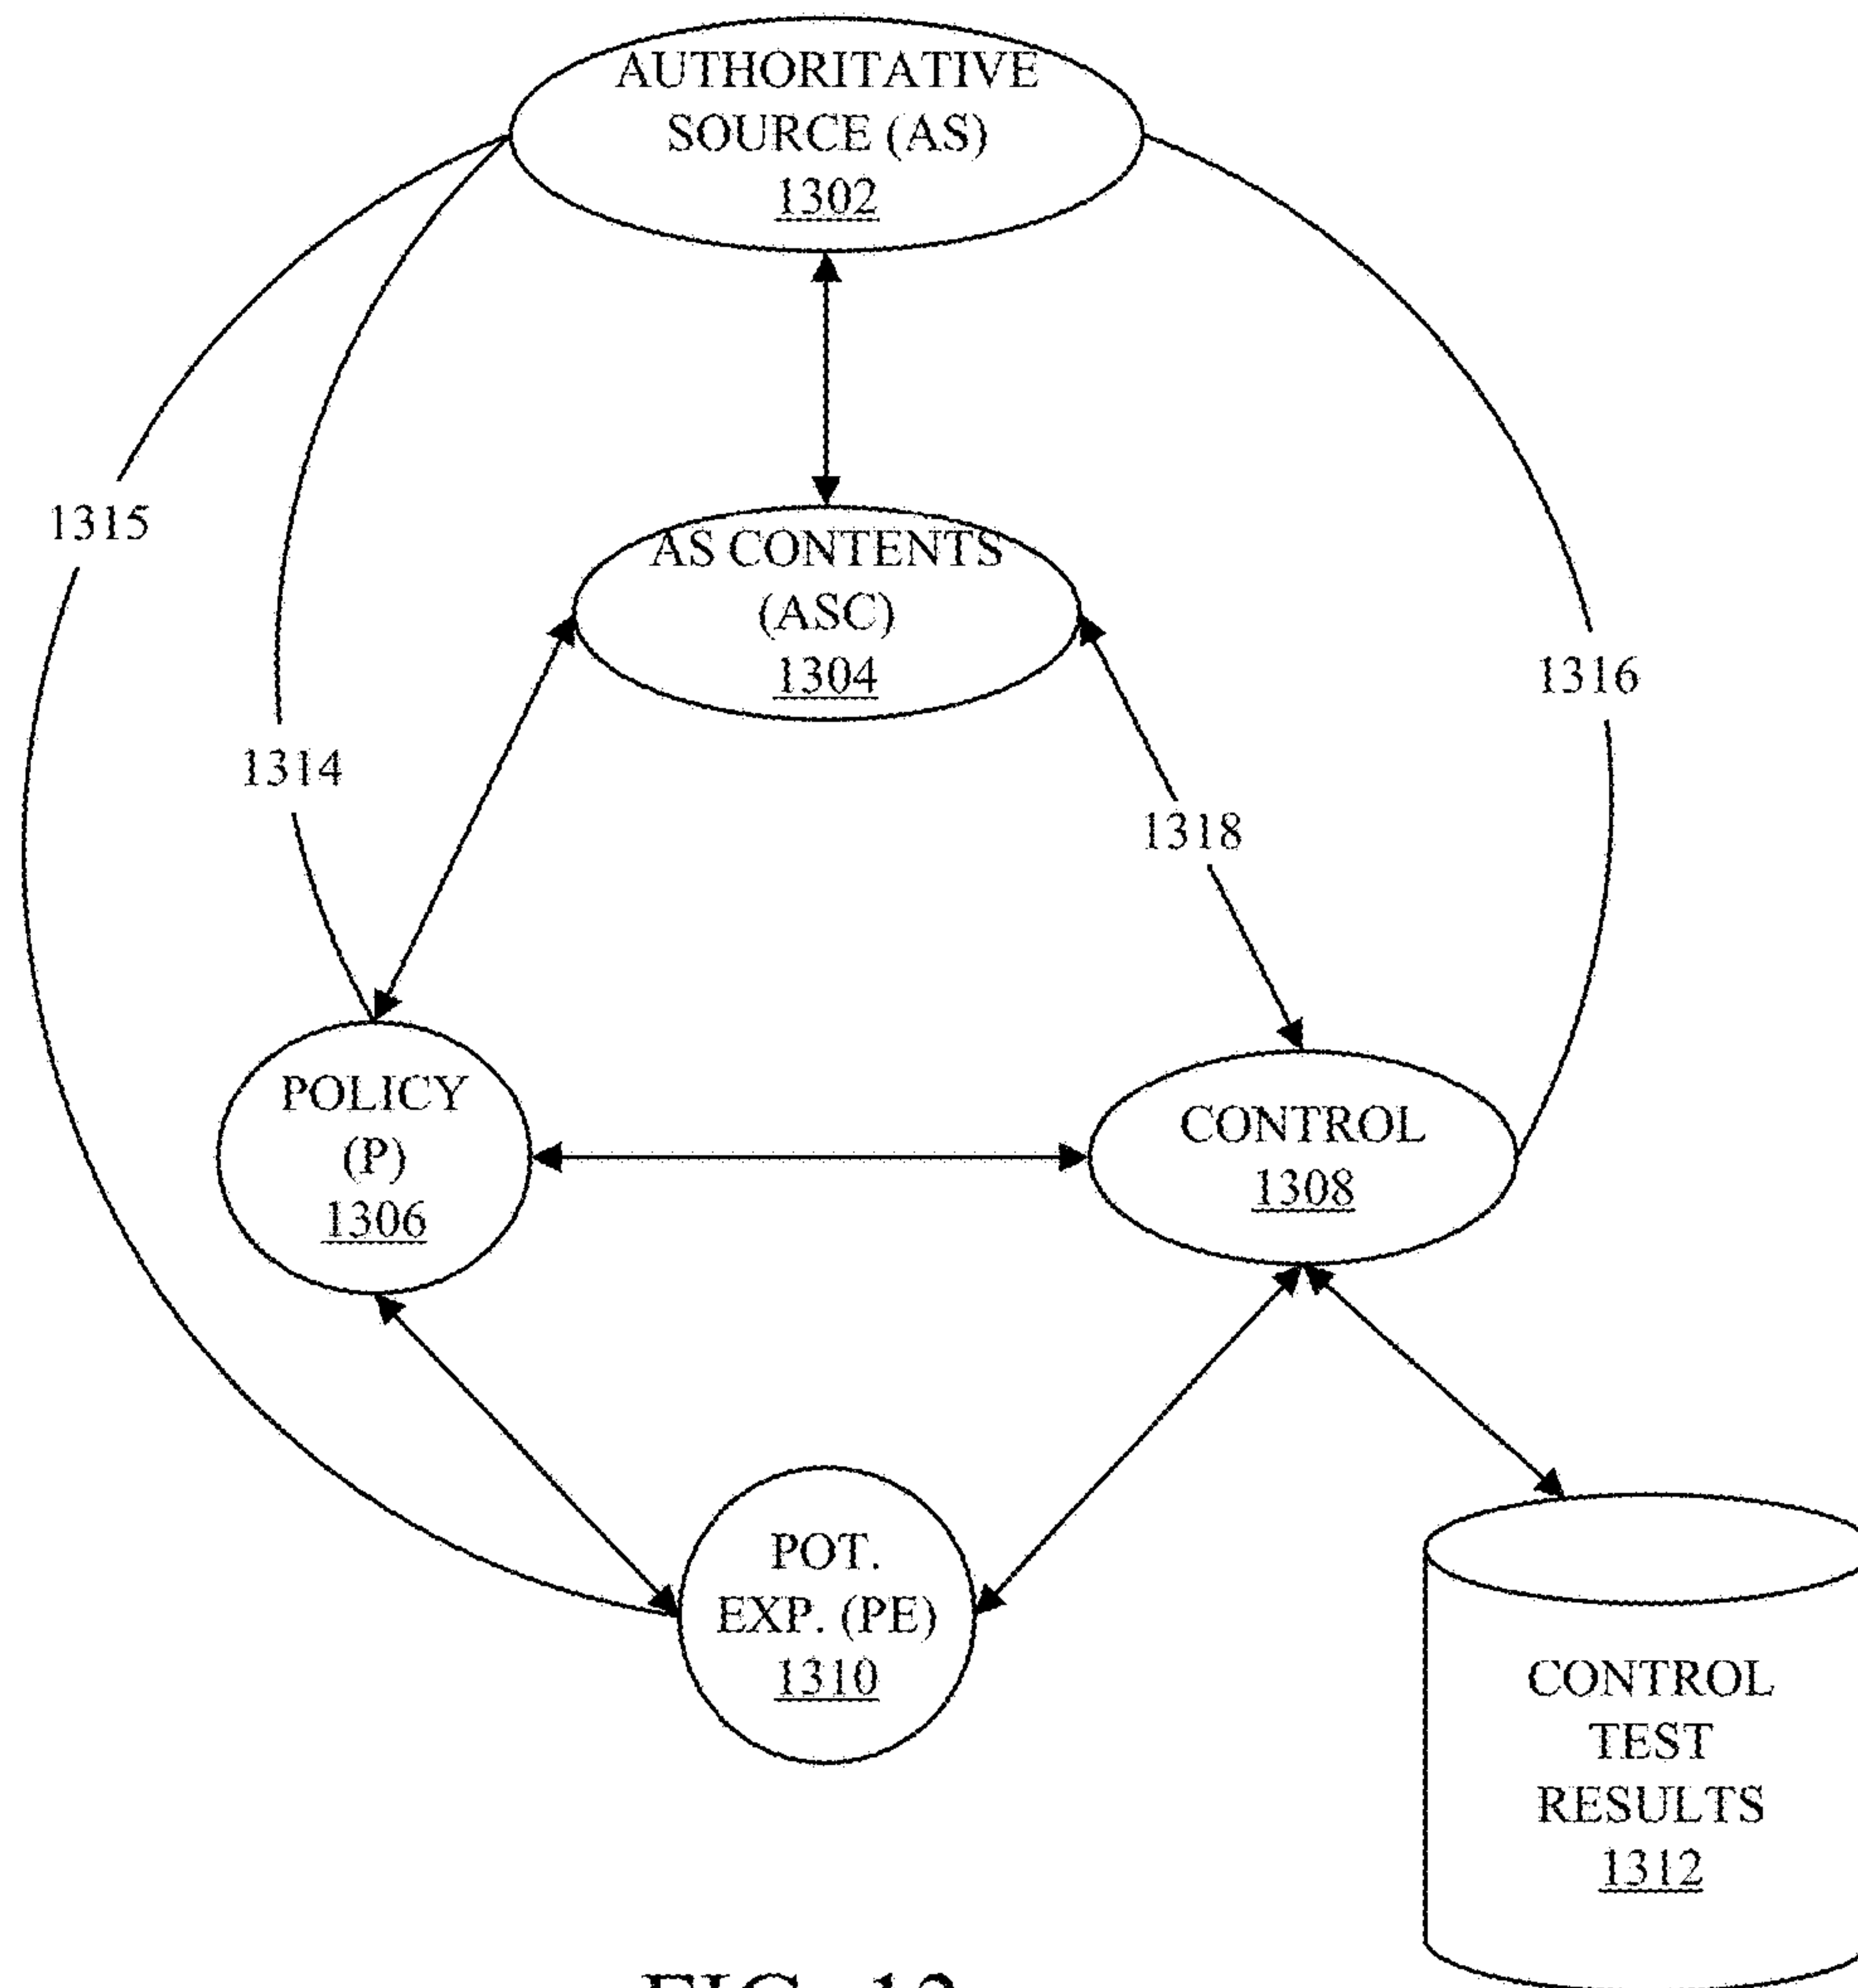 AUTHORITATIVE
SOURCE (AS)
1302
AS CONTENTS
(ASC)
1304
1315
1316
1314
1318
POLICY
(P)
1306
CONTROL
1308
POT.
EXP. (PE)
1310
CONTROL
TEST
RESULTS
1312